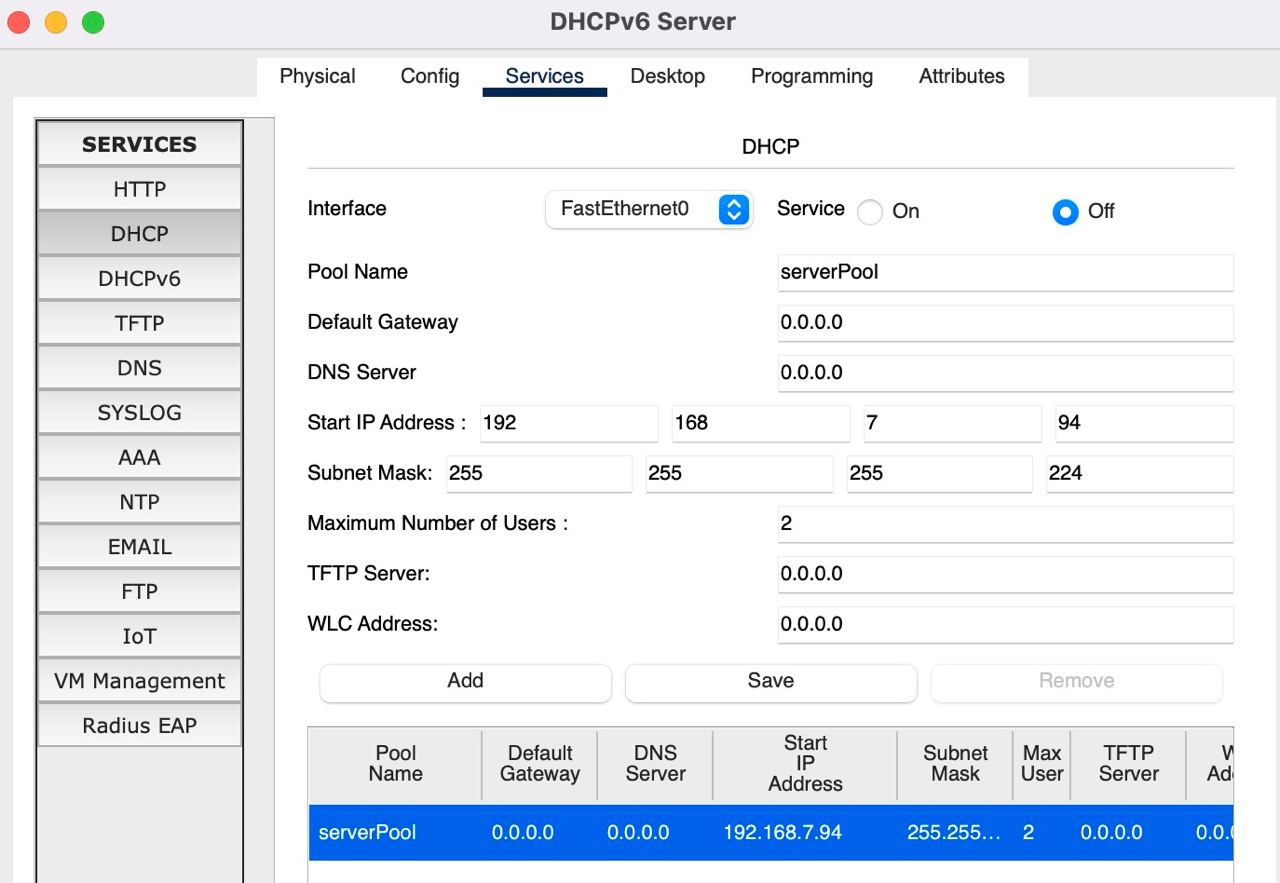 DHCPv6 Server
Physical Config Services Desktop Programming Attributes
SERVICES
HTTP
DHCP
DHCPv6
TFTP
DNS
SYSLOG
AAA
NTP
EMAIL
FTP
IoT
VM Management
Radius EAP
DHCP
Interface FastEthernet0 Service On Off
Pool Name serverPool
Default Gateway 0.0.0.0
DNS Server 0.0.0.0
Start IP Address : 192 168 7 94
Subnet Mask: 255 255 255 224
Maximum Number of Users : 2
TFTP Server: 0.0.0.0
WLC Address: 0.0.0.0
Add Save Remove
Pool Name Default Gateway DNS Server Start IP Address Subnet Mask Max User TFTP Server
serverPool 0.0.0.0 0.0.0.0 192.168.7.94 255.255... 2 0.0.0.0 0.0.